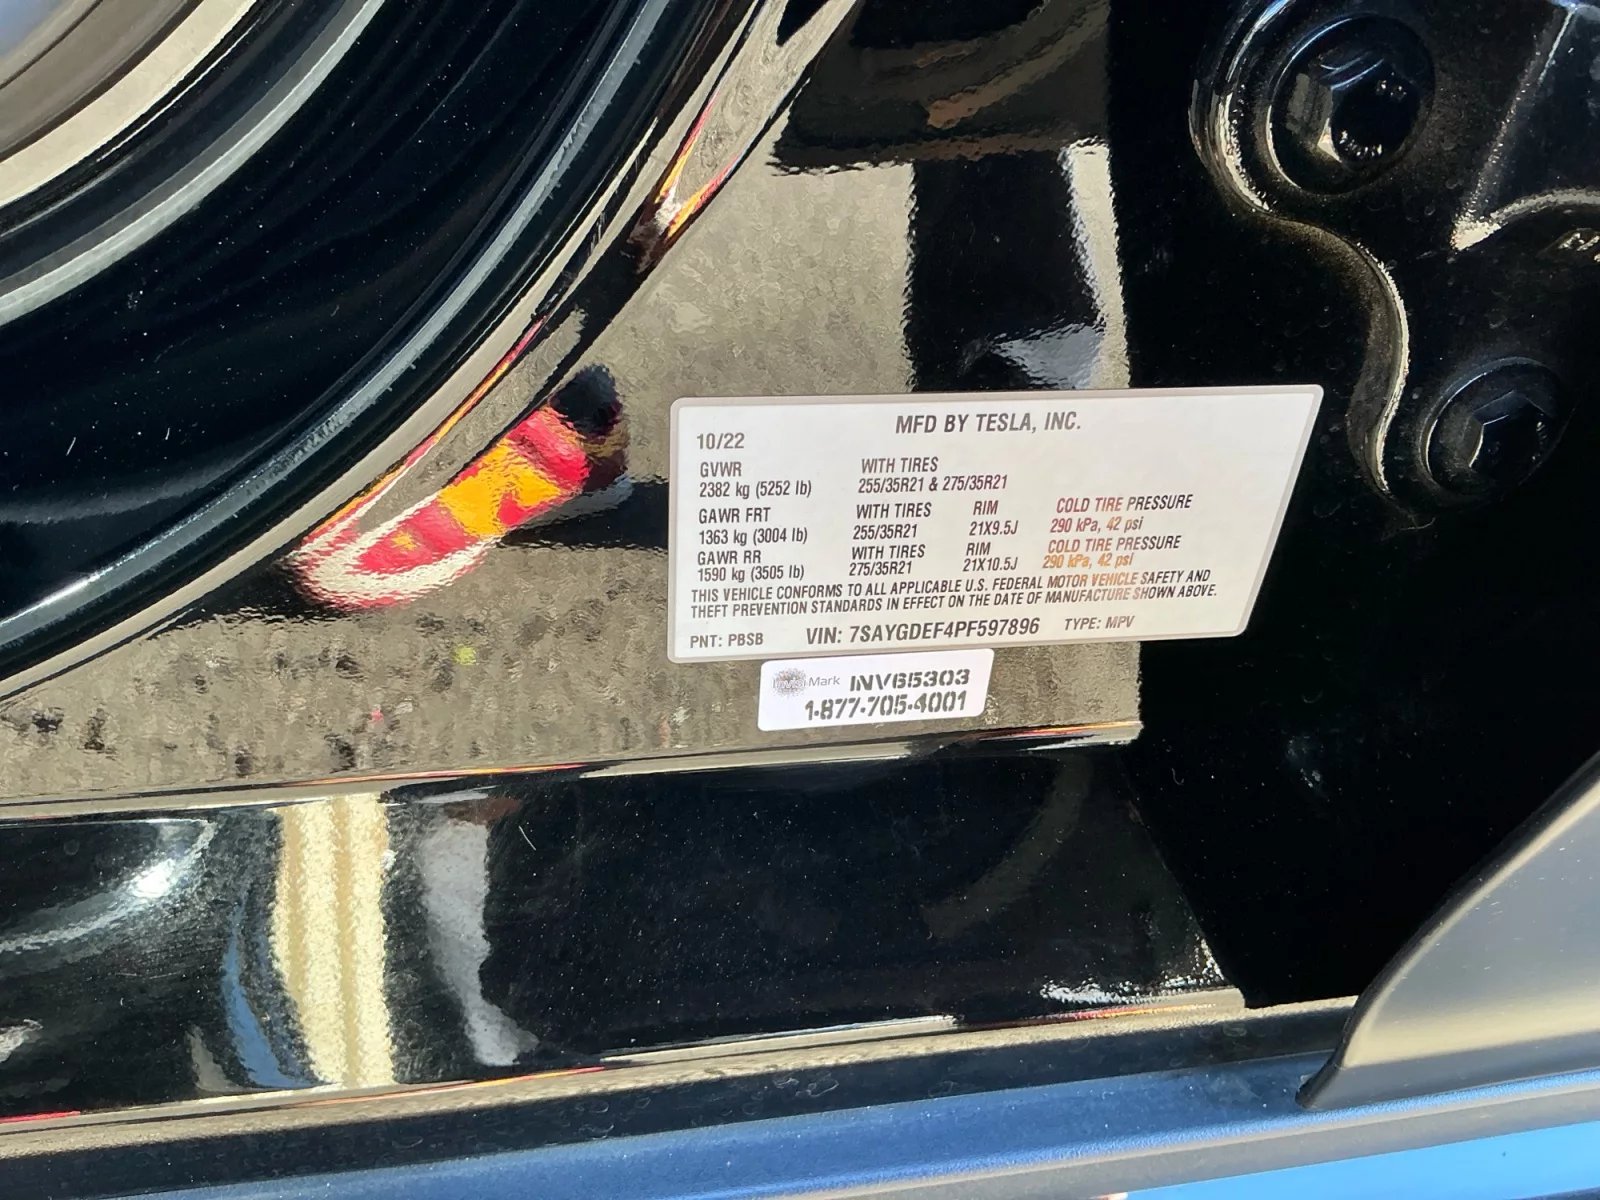 MFD BY TESLA, INC.
10/22
GVWR WITH TIRES
2382 kg (5252 lb) 255/35R21 & 275/35R21
GAWR FRT WITH TIRES RIM COLD TIRE PRESSURE
1363 kg (3004 lb) 255/35R21 21X9.5J 290 kPa, 42 psi
GAWR RR WITH TIRES RIM COLD TIRE PRESSURE
1590 kg (3505 lb) 275/35R21 21X10.5J 290 kPa, 42 psi
THIS VEHICLE CONFORMS TO ALL APPLICABLE U.S. FEDERAL MOTOR VEHICLE SAFETY AND
THEFT PREVENTION STANDARDS IN EFFECT ON THE DATE OF MANUFACTURE SHOWN ABOVE.
PNT: PBSB VIN: 7SAYGDEF4PF597896 TYPE: MPV
Mark INV65303
1-877-705-4001